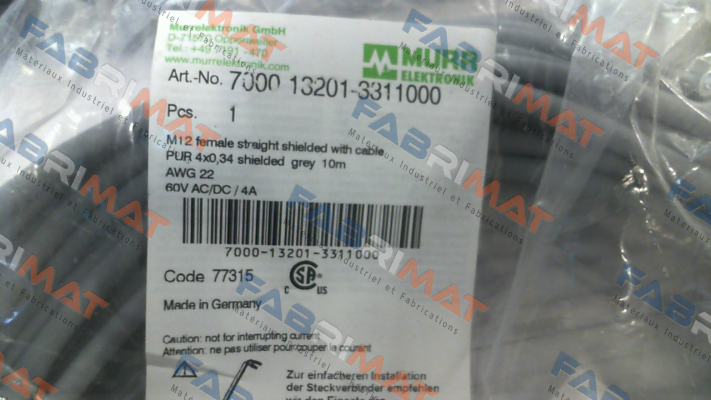 Murrelektronik GmbH
Oppenweiler
www.murrelektronik.com
MURR
ELEKTRONIK
Art.-No. 7000 13201-3311000
Pcs. 1
M12 female straight shielded with cable
PUR 4x0,34 shielded grey 10m
AWG 22
60V AC/DC / 4A
7000-13201-3311000
Code 77315
C US
Made in Germany
Caution: not for interrupting current
Attention: ne pas utiliser pour couper le courant
Zur einfacheren Installation
der Steckverbinder empfehlen
FABRIMAT
Materiaux Industriel et Fabrications